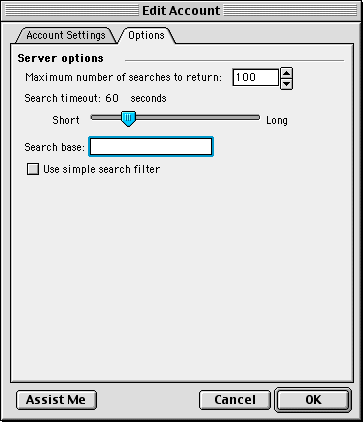 Edit Account
Account Settings Options
Server options
Maximum number of searches to return: 100
Search timeout: 60 seconds
Short Long
Search base:
Use simple search filter
Assist Me Cancel OK